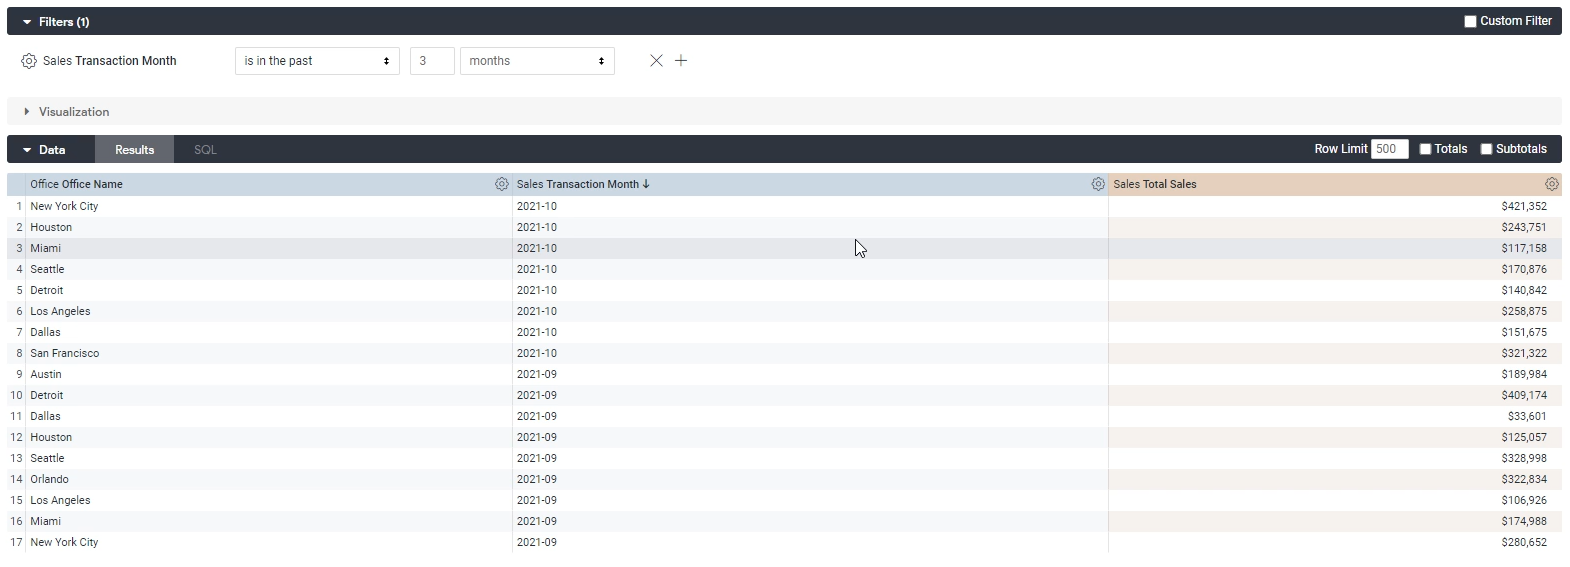 Filters (1) Custom Filter
Sales Transaction Month is in the past 3 months
Visualization
Data Results SQL Row Limit 500 Totals Subtotals
Office Office Name Sales Transaction Month ↓ Sales Total Sales
1 New York City 2021-10 $421,352
2 Houston 2021-10 $243,751
3 Miami 2021-10 $117,158
4 Seattle 2021-10 $170,876
5 Detroit 2021-10 $140,842
6 Los Angeles 2021-10 $258,875
7 Dallas 2021-10 $151,675
8 San Francisco 2021-10 $321,322
9 Austin 2021-09 $189,984
10 Detroit 2021-09 $409,174
11 Dallas 2021-09 $33,601
12 Houston 2021-09 $125,057
13 Seattle 2021-09 $328,998
14 Orlando 2021-09 $322,834
15 Los Angeles 2021-09 $106,926
16 Miami 2021-09 $174,988
17 New York City 2021-09 $280,652